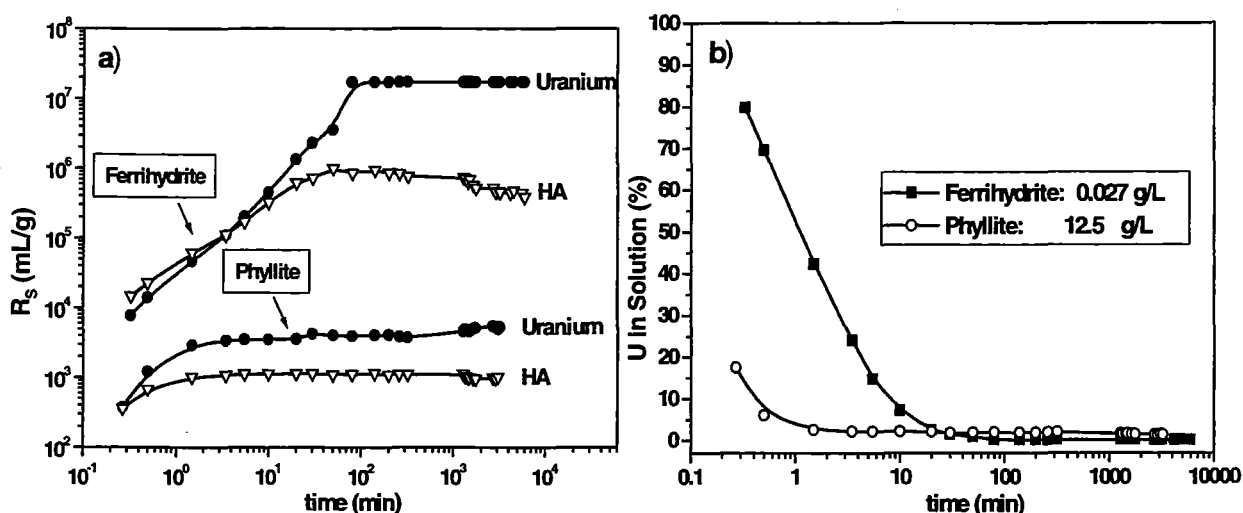 a)
10^8
10^7
10^6
10^5
10^4
10^3
10^2
R_S (mL/g)
Uranium
Ferrihydrite
HA
Phyllite
Uranium
HA
10^-1 10^0 10^1 10^2 10^3 10^4
time (min)
b)
100
90
80
70
60
50
40
30
20
10
0
U in Solution (%)
Ferrihydrite: 0.027 g/L
Phyllite: 12.5 g/L
0.1 1 10 100 1000 10000
time (min)